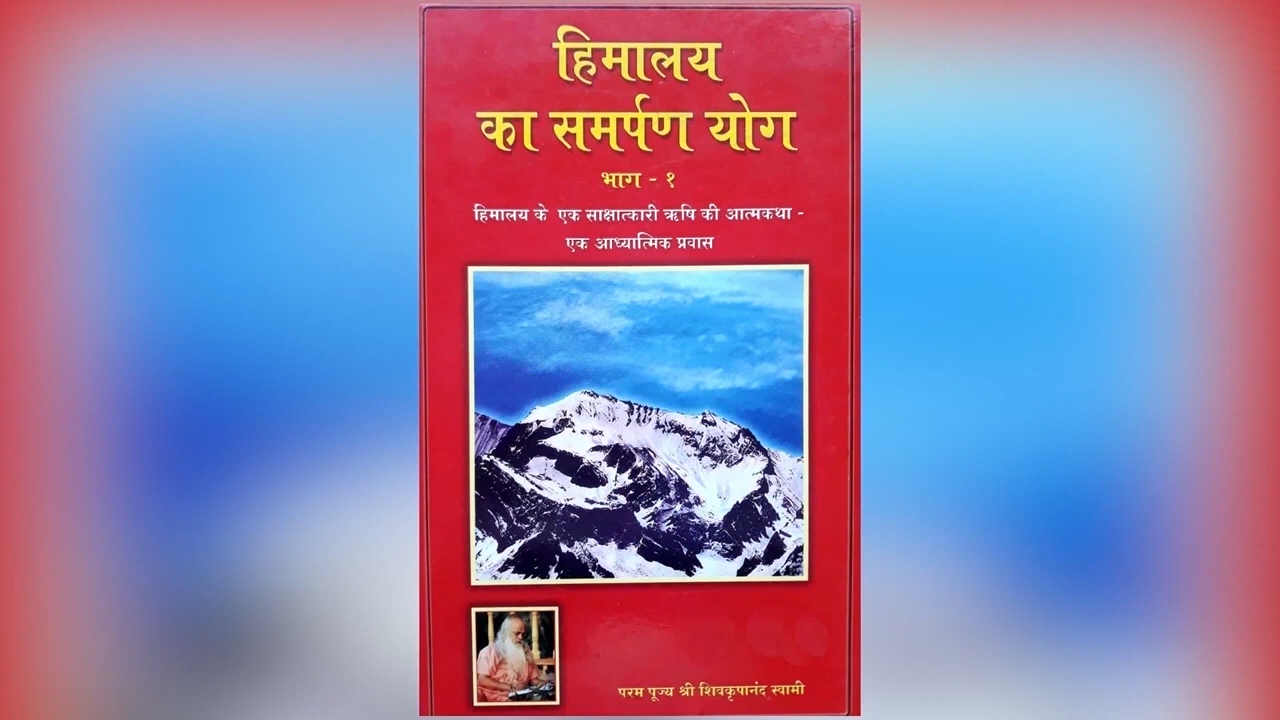 हिमालय
का समर्पण योग
भाग - १
हिमालय के एक साक्षात्कारी ऋषि की आत्मकथा -
एक आध्यात्मिक प्रवास
परम पूज्य श्री शिवकृपानंद स्वामी